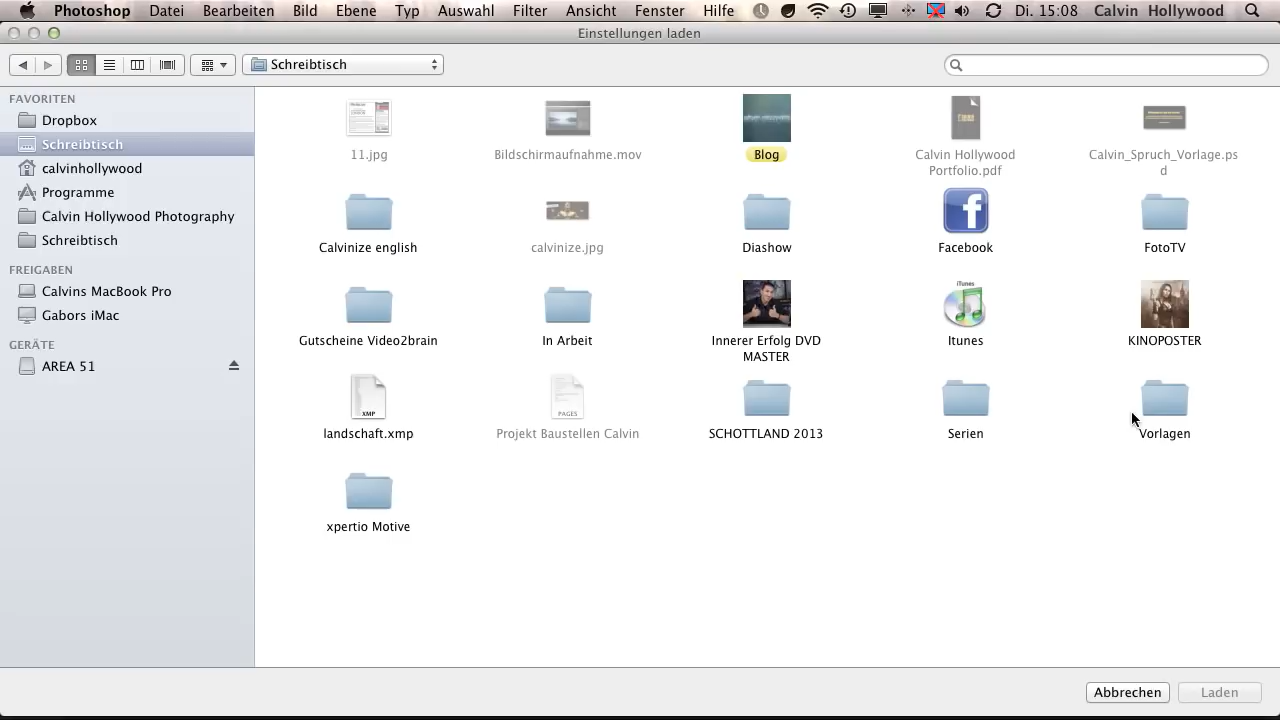 Photoshop Datei Bearbeiten Bild Ebene Typ Auswahl Filter Ansicht Fenster Hilfe Di. 15:08 Calvin Hollywood
Einstellungen laden
Schreibtisch
FAVORITEN
Dropbox
Schreibtisch
calvinhollywood
Programme
Calvin Hollywood Photography
Schreibtisch
FREIGABEN
Calvins MacBook Pro
Gabors iMac
GERÄTE
AREA 51
11.jpg
Bildschirmaufnahme.mov
Blog
Calvin Hollywood
Portfolio.pdf
Calvin_Spruch_Vorlage.ps
d
Calvinize english
calvinize.jpg
Diashow
Facebook
FotoTV
Gutscheine Video2brain
In Arbeit
Innerer Erfolg DVD
MASTER
iTunes
Itunes
KINOPOSTER
XMP
landschaft.xmp
PAGES
Projekt Baustellen Calvin
SCHOTTLAND 2013
Serien
Vorlagen
xpertio Motive
Abbrechen
Laden